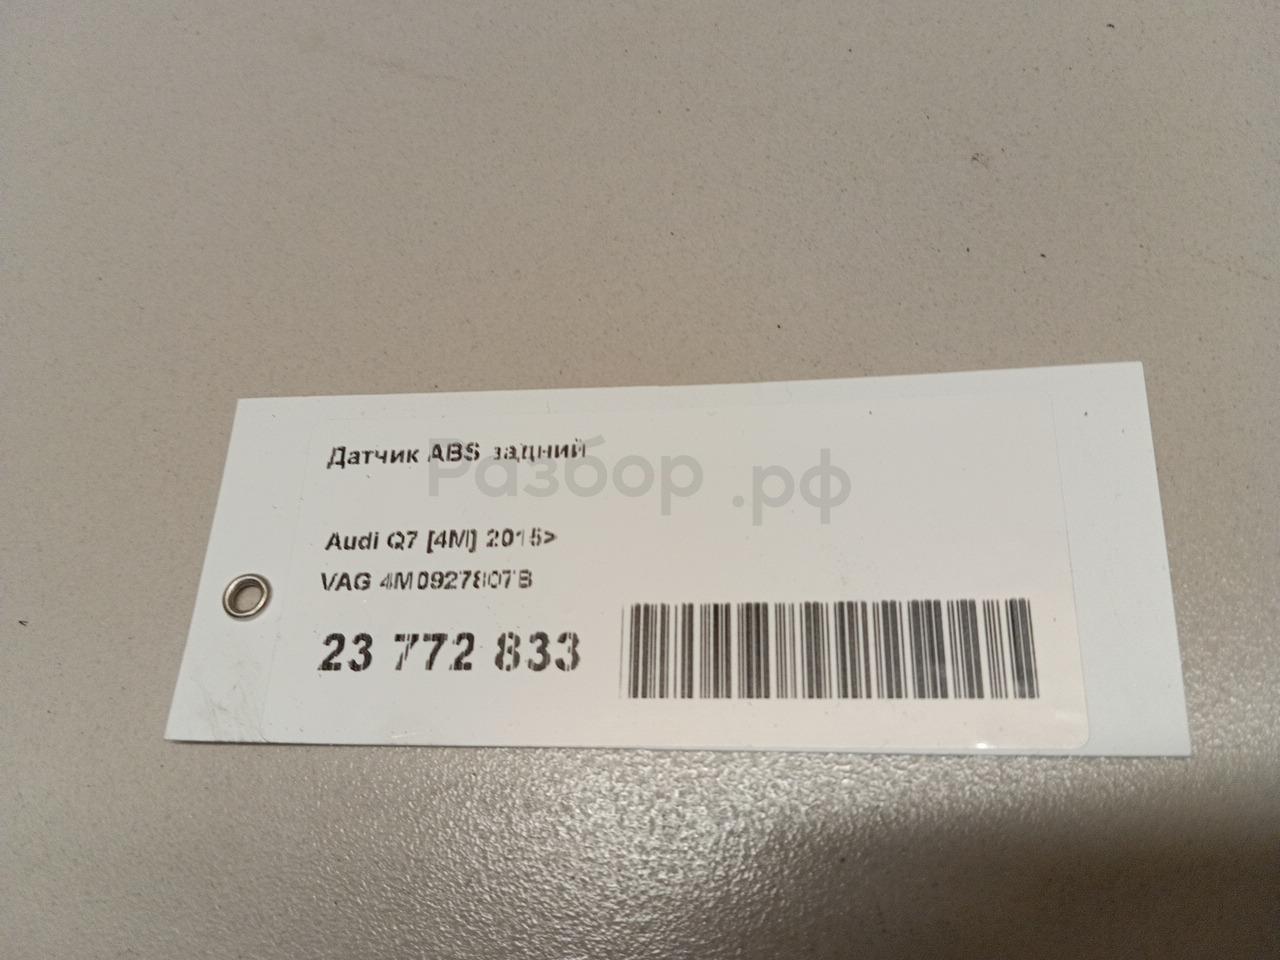 Датчик ABS задний
Разбор.рф
Audi Q7 [4M] 2015>
VAG 4M0927807B
23 772 833